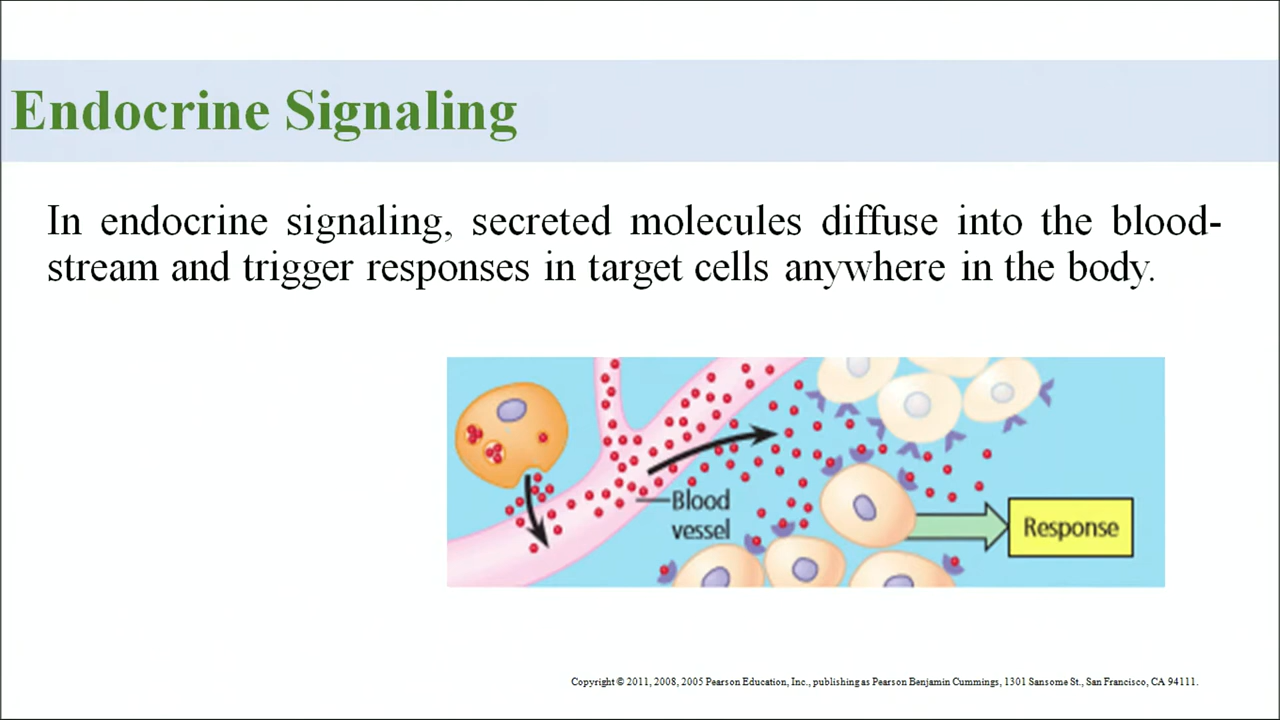 Endocrine Signaling
In endocrine signaling, secreted molecules diffuse into the blood-
stream and trigger responses in target cells anywhere in the body.
Blood
vessel
Response
Copyright © 2011, 2008, 2005 Pearson Education, Inc., publishing as Pearson Benjamin Cummings, 1301 Sansome St., San Francisco, CA 94111.